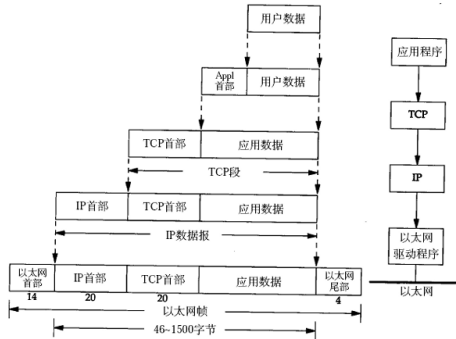 用户数据
Appl
首部
用户数据
TCP首部
应用数据
TCP段
IP首部
TCP首部
应用数据
IP数据报
以太网
首部
IP首部
TCP首部
应用数据
以太网
尾部
14
20
20
4
以太网帧
46~1500字节
应用程序
TCP
IP
以太网
驱动程序
以太网